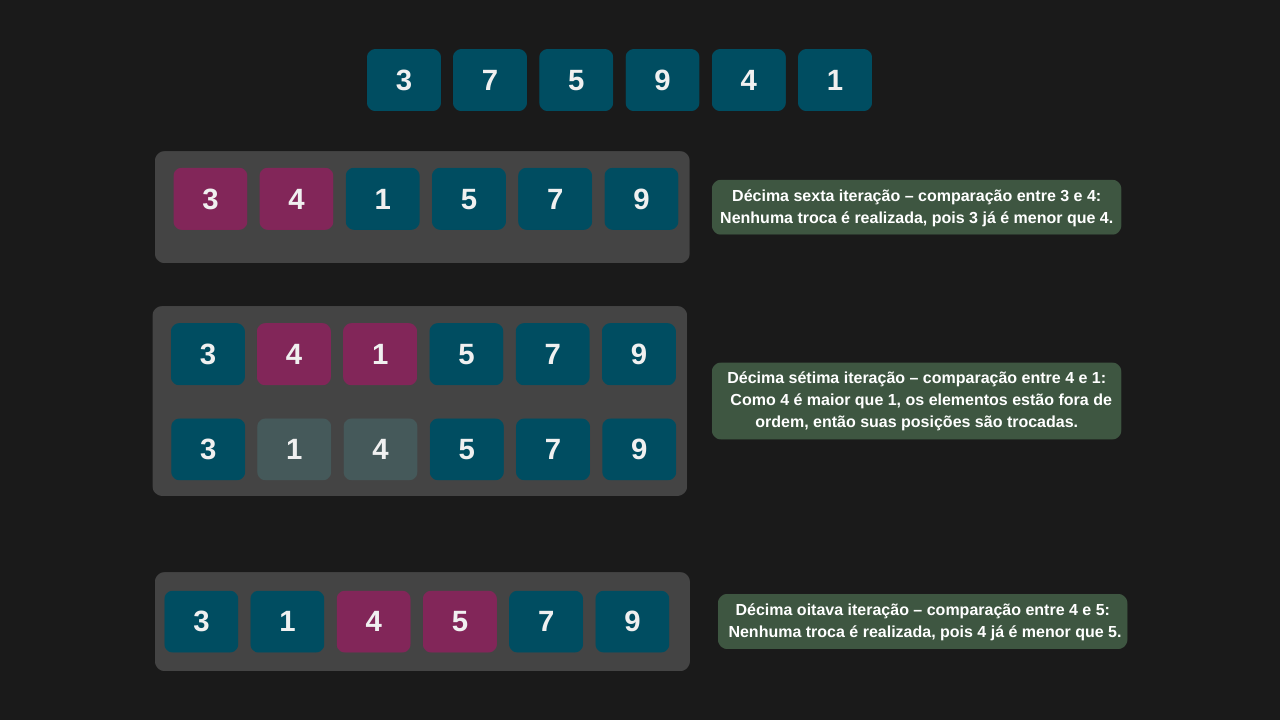 3 7 5 9 4 1
3 4 1 5 7 9
Décima sexta iteração – comparação entre 3 e 4:
Nenhuma troca é realizada, pois 3 já é menor que 4.
3 4 1 5 7 9
3 1 4 5 7 9
Décima sétima iteração – comparação entre 4 e 1:
Como 4 é maior que 1, os elementos estão fora de
ordem, então suas posições são trocadas.
3 1 4 5 7 9
Décima oitava iteração – comparação entre 4 e 5:
Nenhuma troca é realizada, pois 4 já é menor que 5.